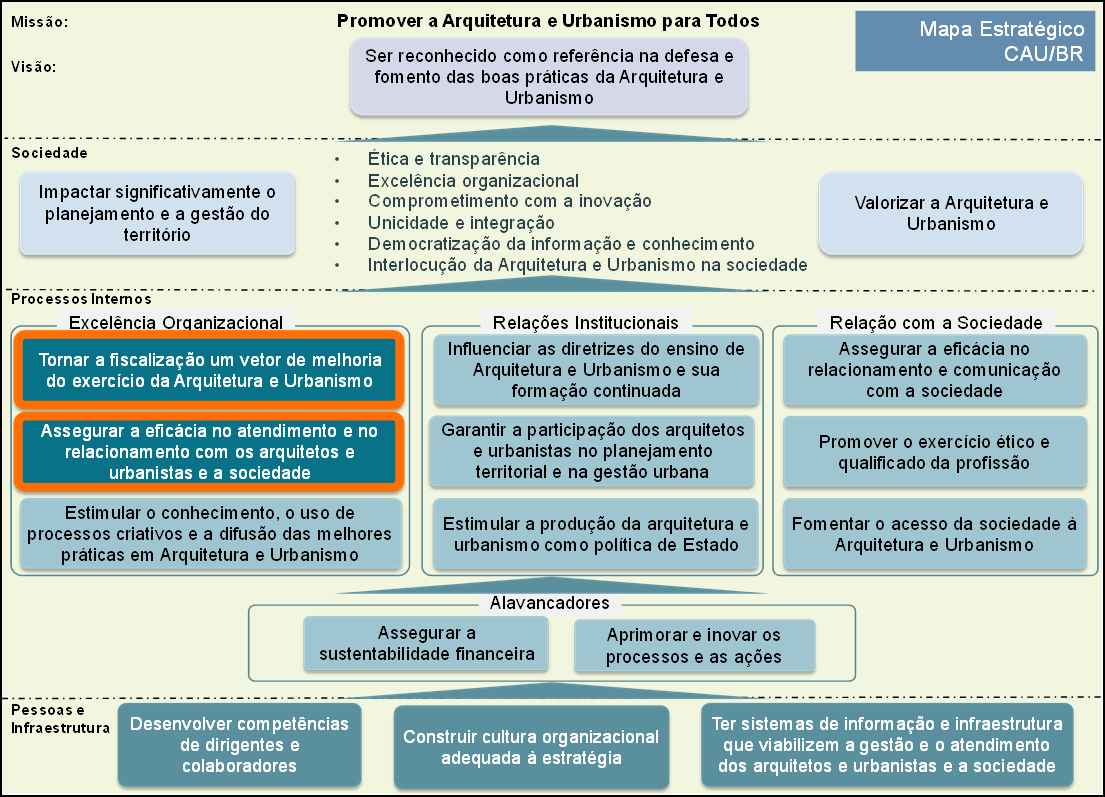 Missão:
Promover a Arquitetura e Urbanismo para Todos
Mapa Estratégico
CAU/BR
Visão:
Ser reconhecido como referência na defesa e
fomento das boas práticas da Arquitetura e
Urbanismo
Sociedade
Impactar significativamente o
planejamento e a gestão do
território
• Ética e transparência
• Excelência organizacional
• Comprometimento com a inovação
• Unicidade e integração
• Democratização da informação e conhecimento
• Interlocução da Arquitetura e Urbanismo na sociedade
Valorizar a Arquitetura e
Urbanismo
Processos Internos
Excelência Organizacional
Tornar a fiscalização um vetor de melhoria
do exercício da Arquitetura e Urbanismo
Assegurar a eficácia no atendimento e no
relacionamento com os arquitetos e
urbanistas e a sociedade
Estimular o conhecimento, o uso de
processos criativos e a difusão das melhores
práticas em Arquitetura e Urbanismo
Relações Institucionais
Influenciar as diretrizes do ensino de
Arquitetura e Urbanismo e sua
formação continuada
Garantir a participação dos arquitetos
e urbanistas no planejamento
territorial e na gestão urbana
Estimular a produção da arquitetura e
urbanismo como política de Estado
Relação com a Sociedade
Assegurar a eficácia no
relacionamento e comunicação
com a sociedade
Promover o exercício ético e
qualificado da profissão
Fomentar o acesso da sociedade à
Arquitetura e Urbanismo
Alavancadores
Assegurar a
sustentabilidade financeira
Aprimorar e inovar os
processos e as ações
Pessoas e
Infraestrutura
Desenvolver competências
de dirigentes e
colaboradores
Construir cultura organizacional
adequada à estratégia
Ter sistemas de informação e infraestrutura
que viabilizem a gestão e o atendimento
dos arquitetos e urbanistas e a sociedade